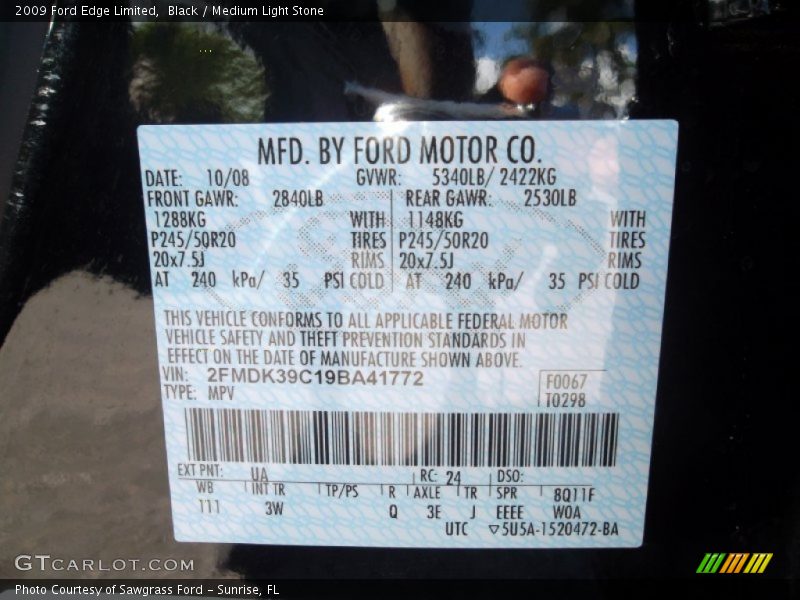 2009 Ford Edge Limited, Black / Medium Light Stone
MFD. BY FORD MOTOR CO.
DATE: 10/08 GVWR: 5340LB/ 2422KG
FRONT GAWR: 2840LB REAR GAWR: 2530LB
1288KG WITH 1148KG WITH
P245/50R20 TIRES P245/50R20 TIRES
20x7.5J RIMS 20x7.5J RIMS
AT 240 kPa/ 35 PSI COLD AT 240 kPa/ 35 PSI COLD
THIS VEHICLE CONFORMS TO ALL APPLICABLE FEDERAL MOTOR
VEHICLE SAFETY AND THEFT PREVENTION STANDARDS IN
EFFECT ON THE DATE OF MANUFACTURE SHOWN ABOVE.
VIN: 2FMDK39C19BA41772 F0067
TYPE: MPV T0298
EXT PNT: UA RC: 24 DSO:
WB INT TR TP/PS R AXLE TR SPR 8Q11F
111 3W Q 3E J EEEE WOA
UTC ▽5U5A-1520472-BA
GTCARLOT.COM
Photo Courtesy of Sawgrass Ford - Sunrise, FL